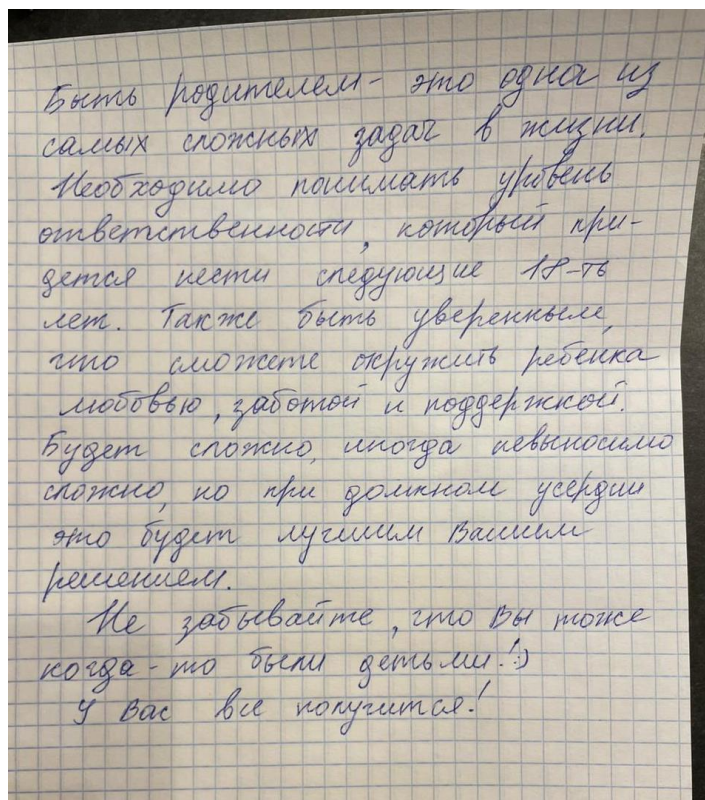 Быть родителем - это одна из
самых сложных задач в жизни.
Необходимо понимать уровень
ответственности, который при-
дется нести следующие 18-ть
лет. Также быть уверенным,
что сможете окружить ребенка
любовью, заботой и поддержкой.
Будет сложно, иногда невыносимо
сложно, но при должном усердии
это будет лучшим Вашим
решением.
Не забывайте, что Вы тоже
когда-то были детьми!:)
У Вас все получится!